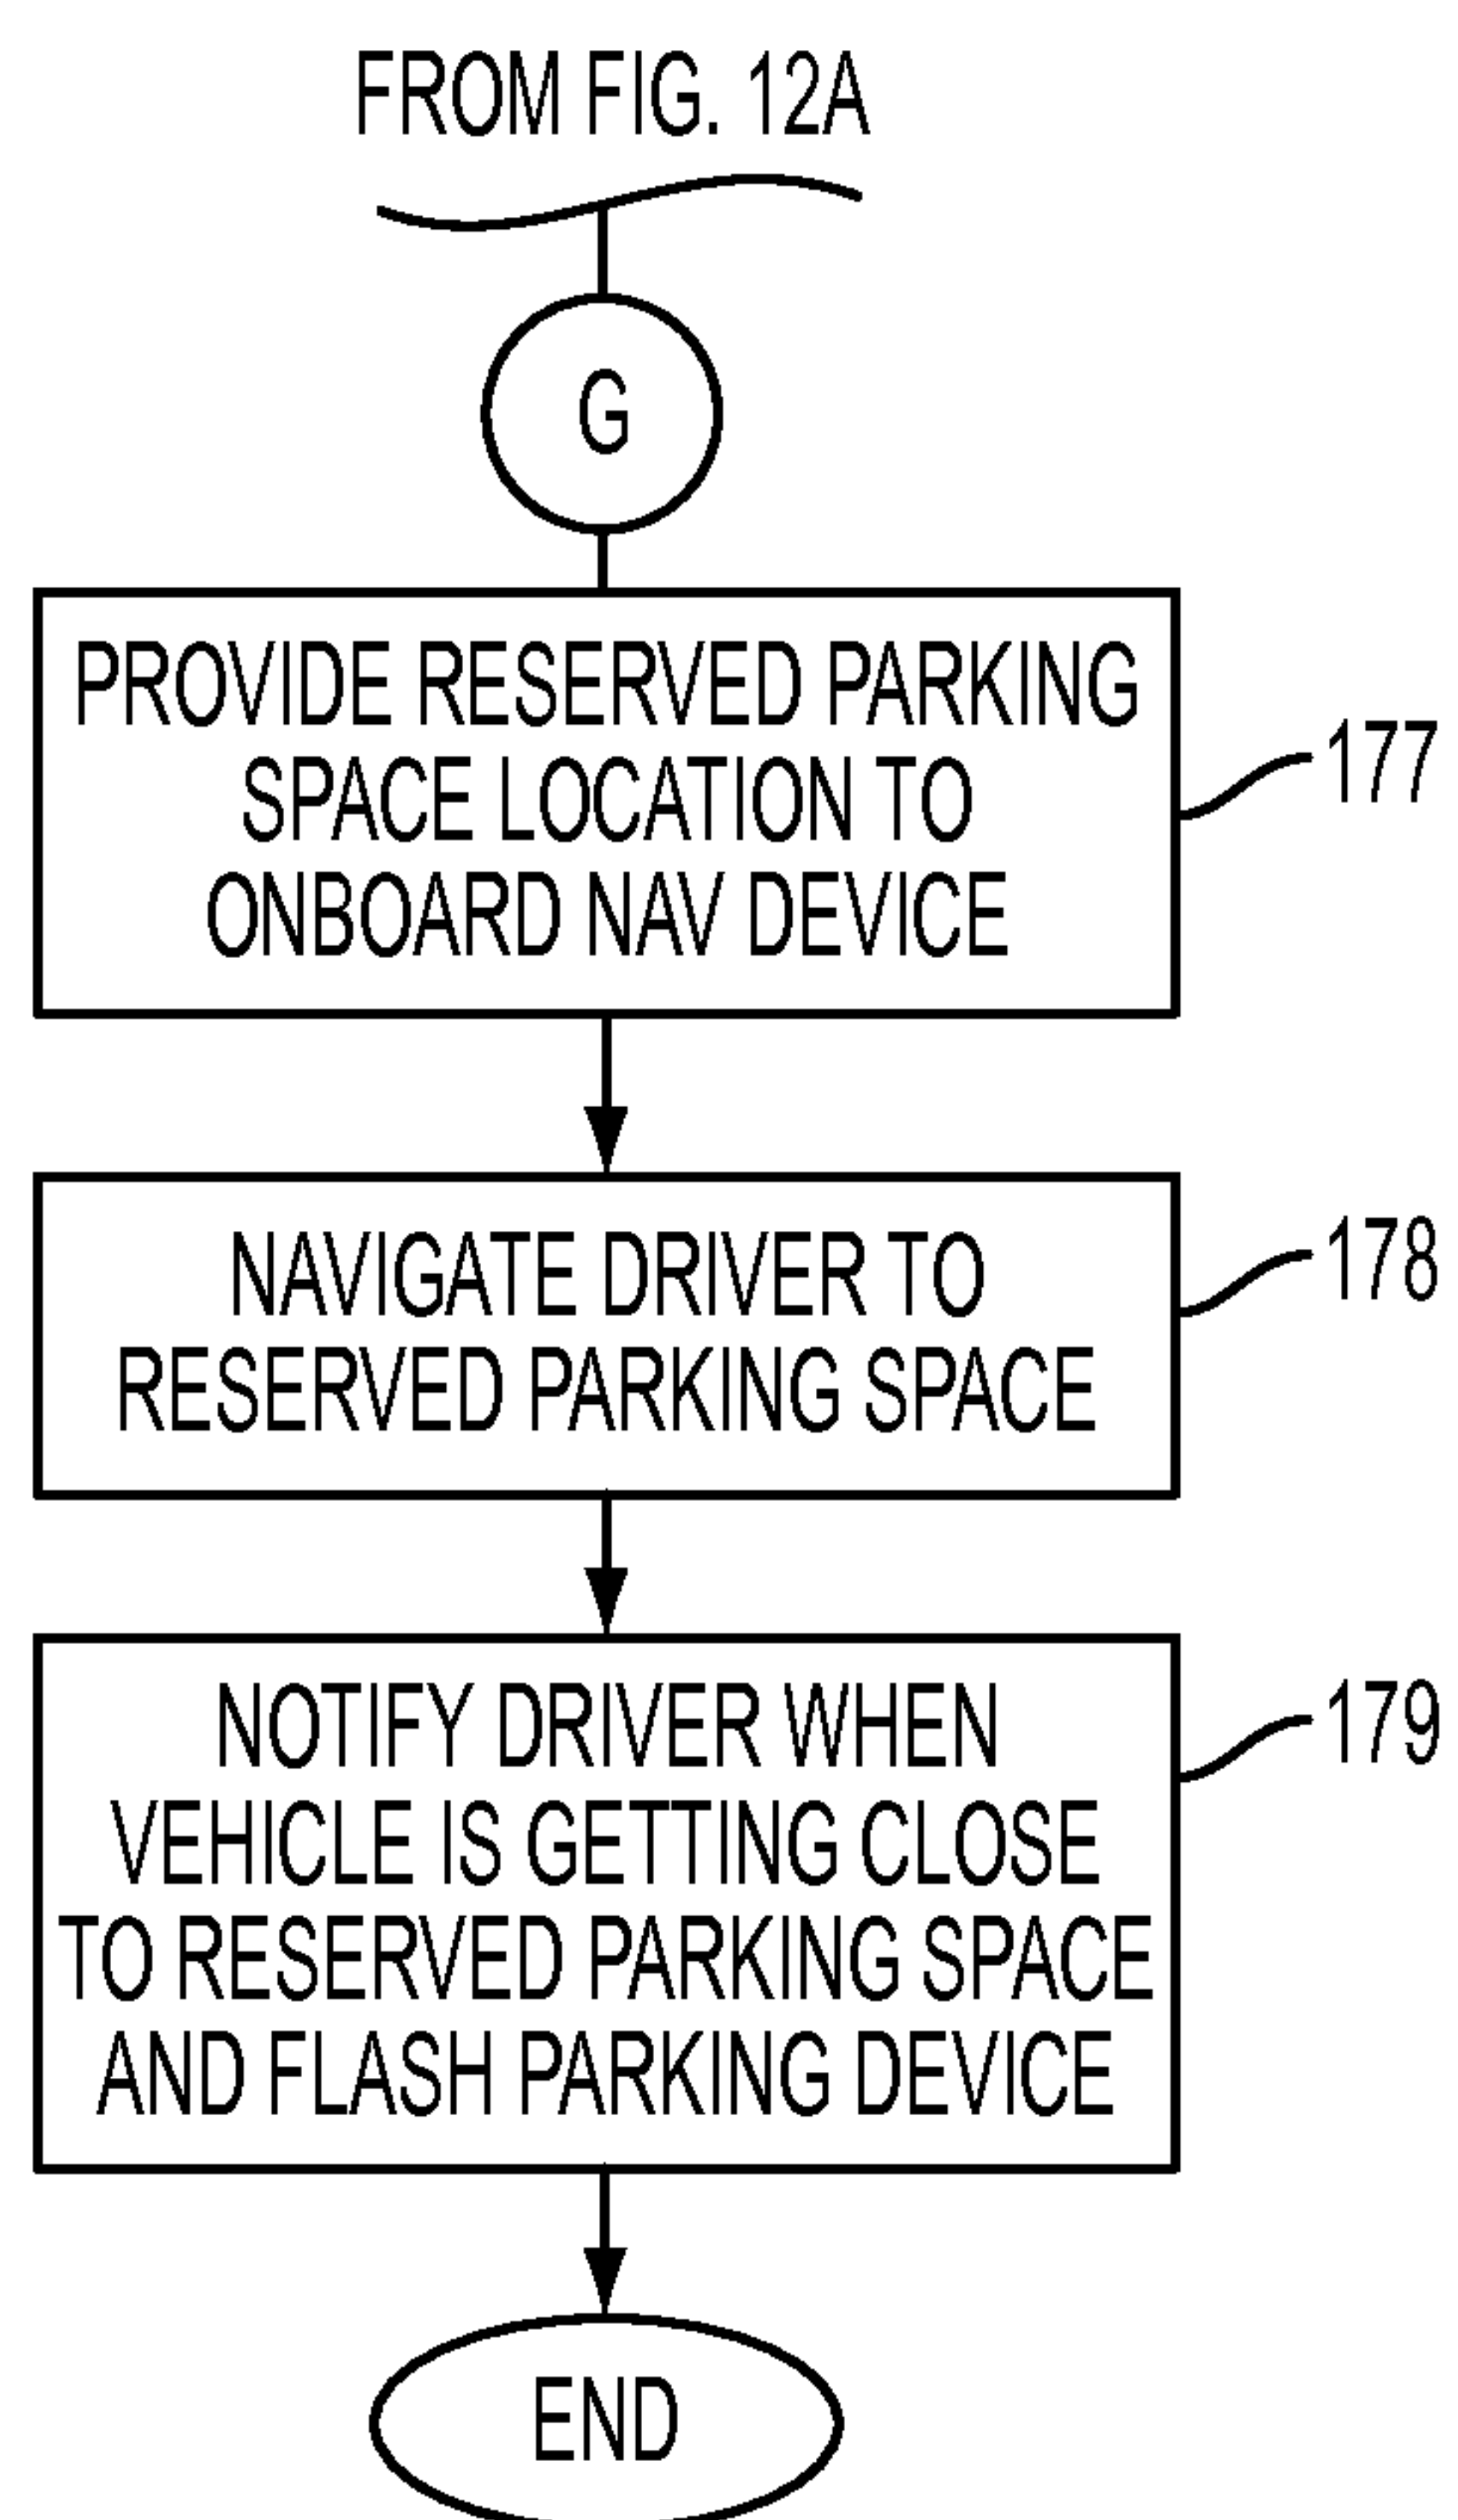 FROM FIG. 12A
G
PROVIDE RESERVED PARKING
SPACE LOCATION TO
ONBOARD NAV DEVICE
177
NAVIGATE DRIVER TO
RESERVED PARKING SPACE
178
NOTIFY DRIVER WHEN
VEHICLE IS GETTING CLOSE
TO RESERVED PARKING SPACE
AND FLASH PARKING DEVICE
179
END